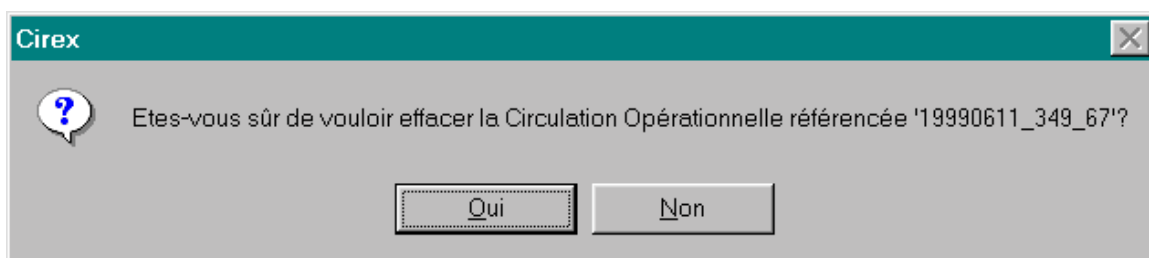 Cirex
Etes-vous sûr de vouloir effacer la Circulation Opérationnelle référencée '19990611_349_67'?
Oui
Non